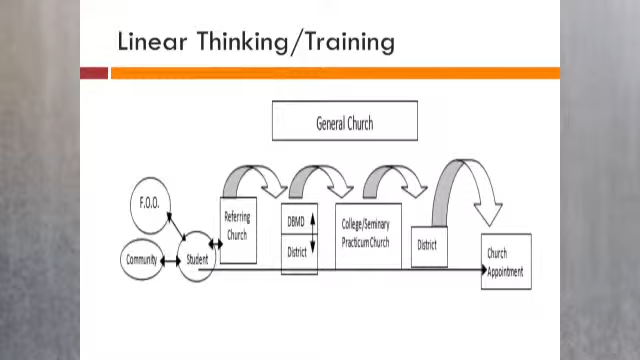 Linear Thinking/Training
General Church
F.O.O.
Community
Student
Referring
Church
DBMD
District
College/Seminary
Practicum Church
District
Church
Appointment